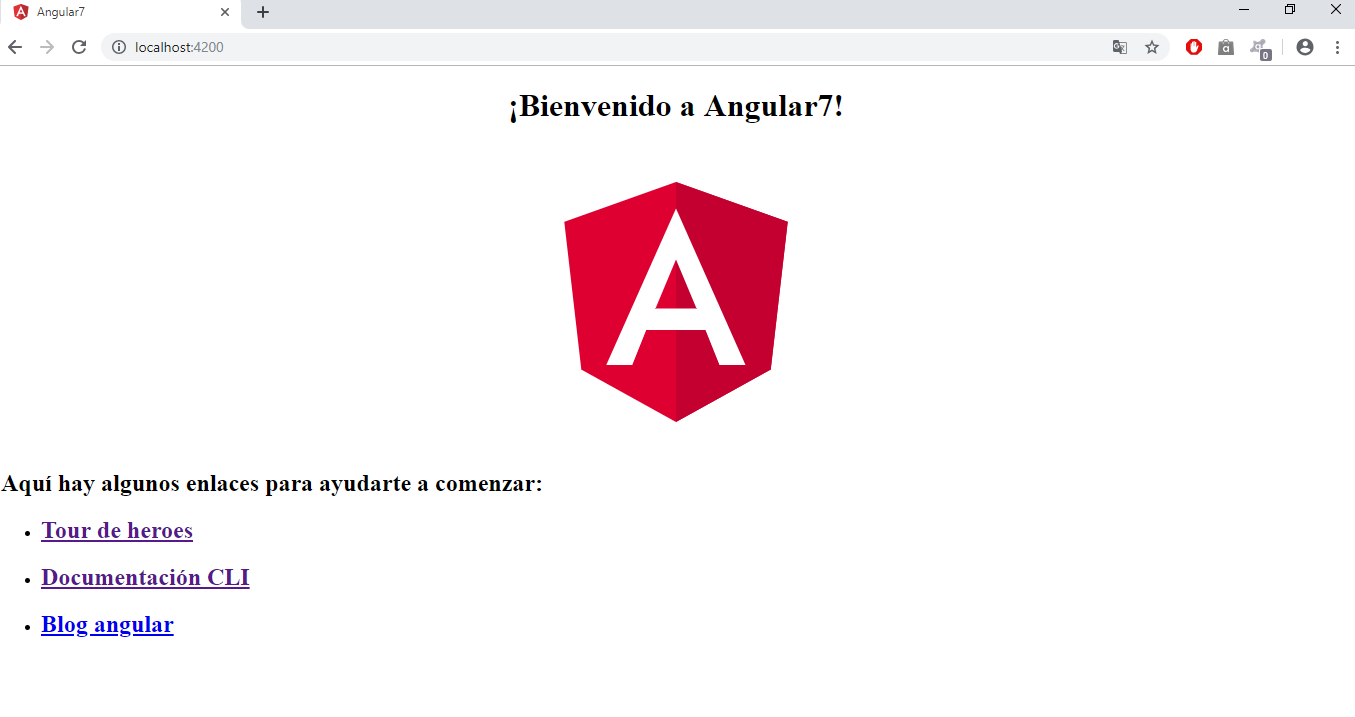 Angular7
localhost:4200
0
¡Bienvenido a Angular7!
A
Aquí hay algunos enlaces para ayudarte a comenzar:
Tour de heroes
Documentación CLI
Blog angular